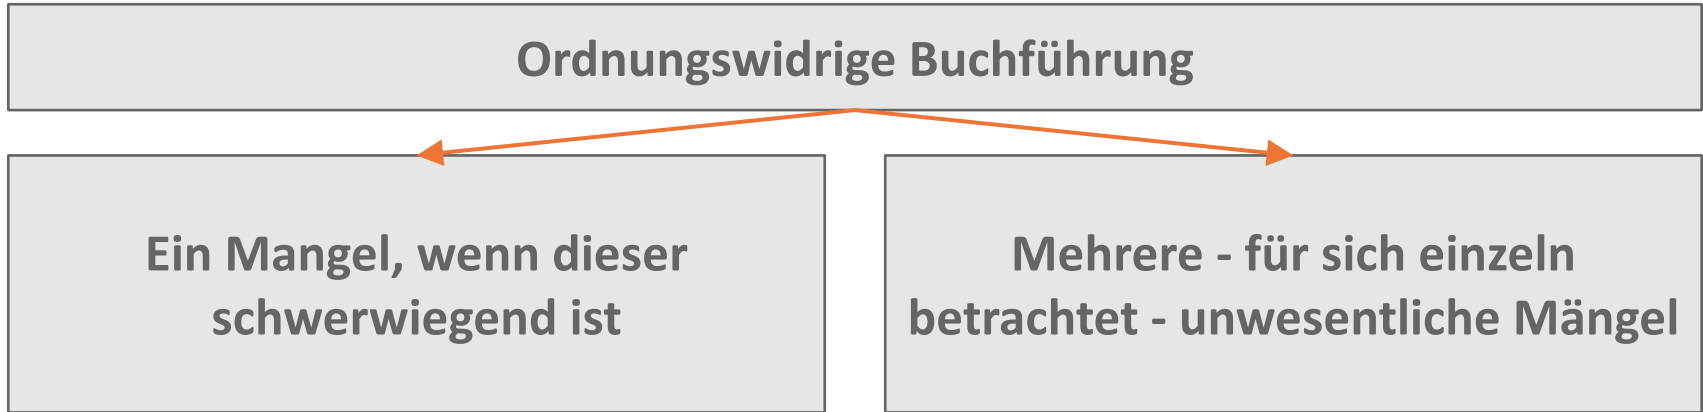 Ordnungswidrige Buchführung
Ein Mangel, wenn dieser
schwerwiegend ist
Mehrere - für sich einzeln
betrachtet - unwesentliche Mängel